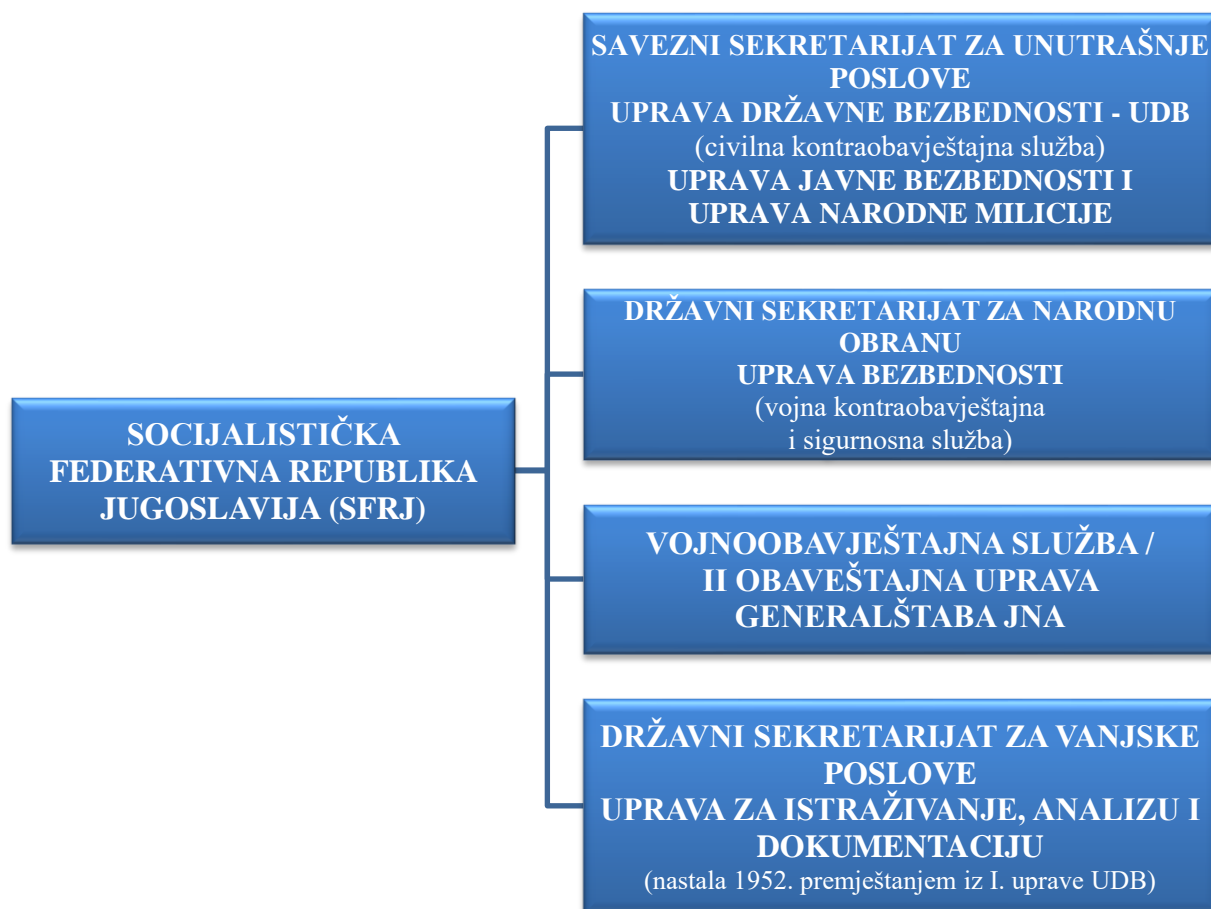 SAVEZNI SEKRETARIJAT ZA UNUTRAŠNJE
POSLOVE
UPRAVA DRŽAVNE BEZBEDNOSTI - UDB
(civilna kontraobavještajna služba)
UPRAVA JAVNE BEZBEDNOSTI I
UPRAVA NARODNE MILICIJE
DRŽAVNI SEKRETARIJAT ZA NARODNU
OBRANU
UPRAVA BEZBEDNOSTI
(vojna kontraobavještajna
i sigurnosna služba)
SOCIJALISTIČKA
FEDERATIVNA REPUBLIKA
JUGOSLAVIJA (SFRJ)
VOJNOOBAVJEŠTAJNA SLUŽBA /
II OBAVEŠTAJNA UPRAVA
GENERALŠTABA JNA
DRŽAVNI SEKRETARIJAT ZA VANJSKE
POSLOVE
UPRAVA ZA ISTRAŽIVANJE, ANALIZU I
DOKUMENTACIJU
(nastala 1952. premještanjem iz I. uprave UDB)